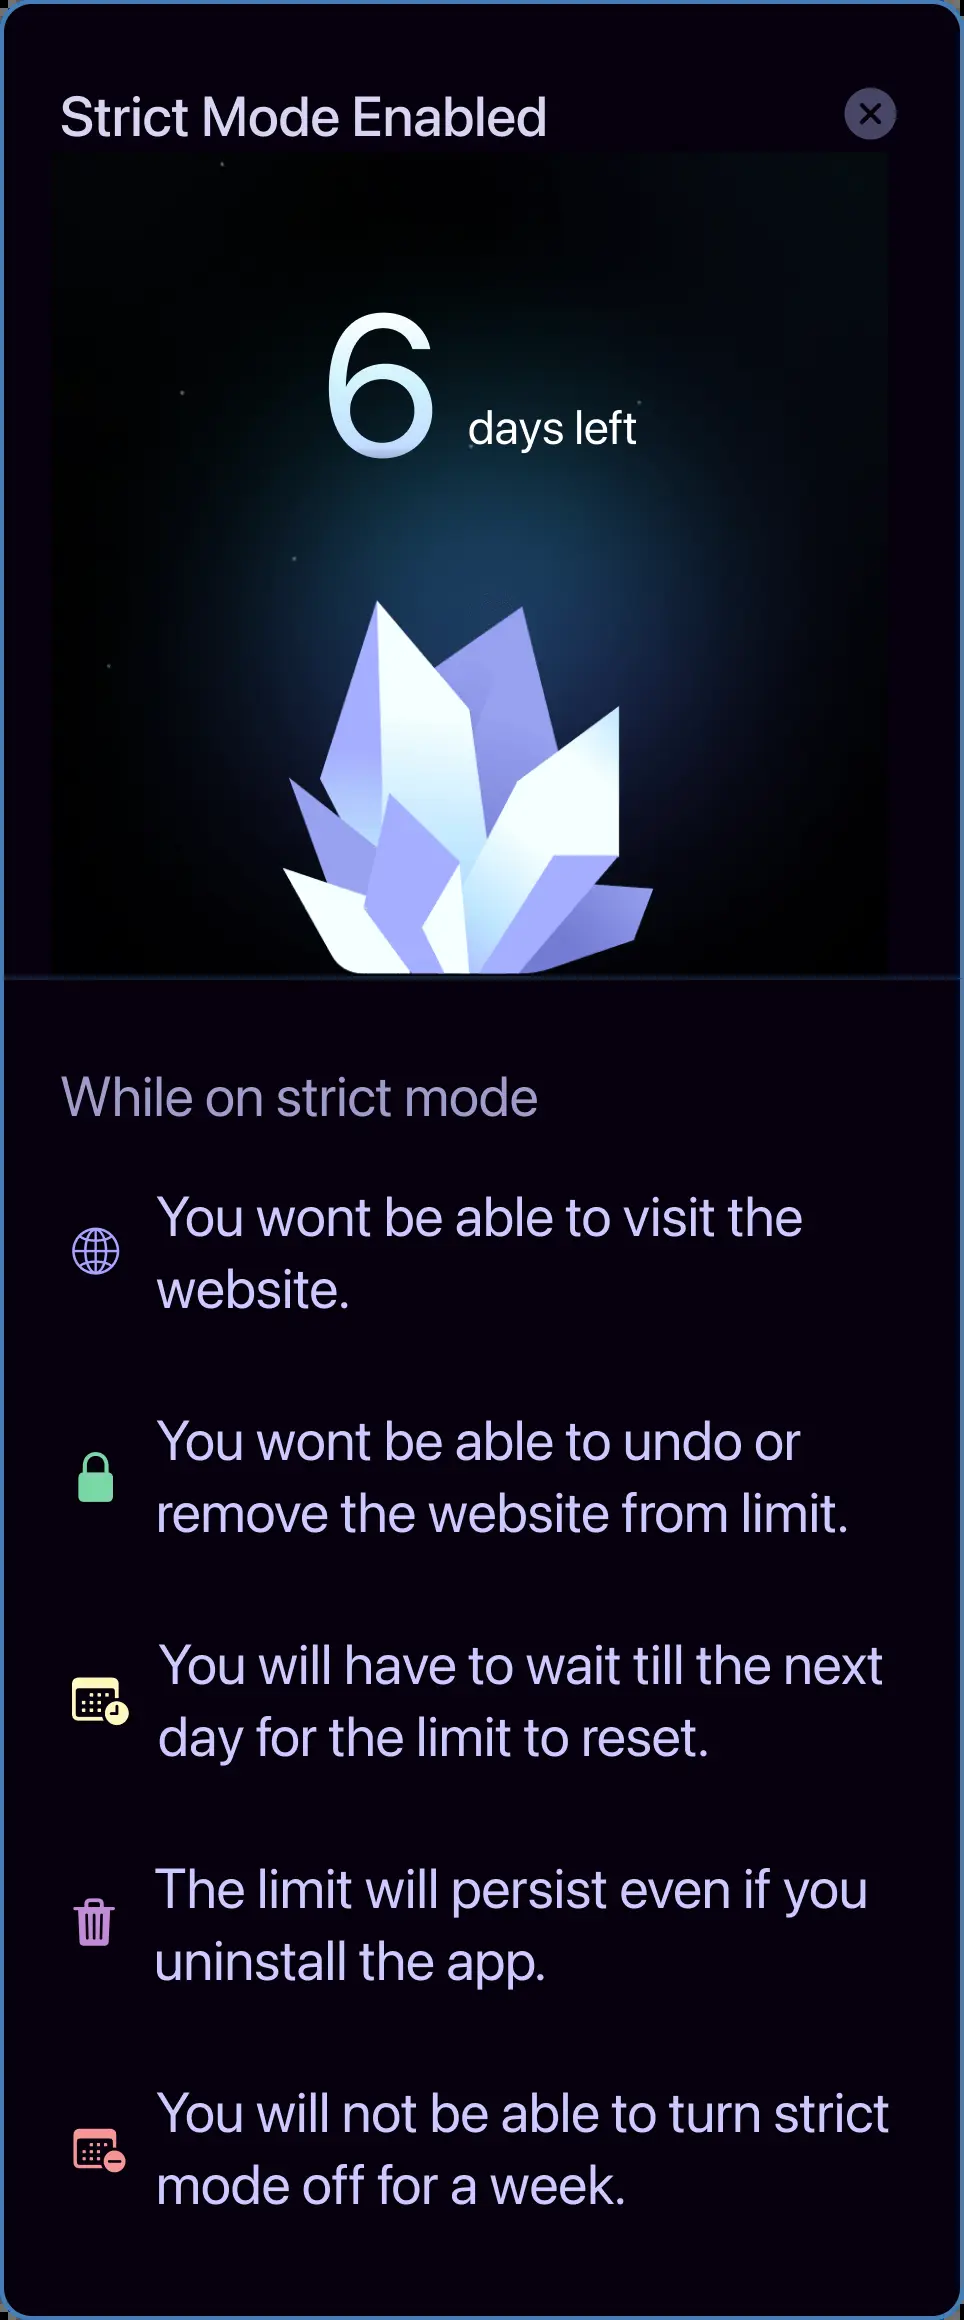 Strict Mode Enabled
6 days left
While on strict mode
You wont be able to visit the
website.
You wont be able to undo or
remove the website from limit.
You will have to wait till the next
day for the limit to reset.
The limit will persist even if you
uninstall the app.
You will not be able to turn strict
mode off for a week.